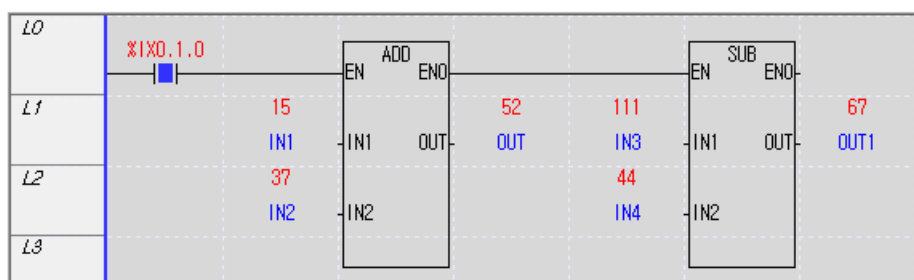 L0
%IX0.1.0
ADD SUB
EN ENO EN ENO
L1 15 52 111 67
IN1 IN1 OUT OUT IN3 IN1 OUT OUT1
L2 37 44
IN2 IN2 IN4 IN2
L3